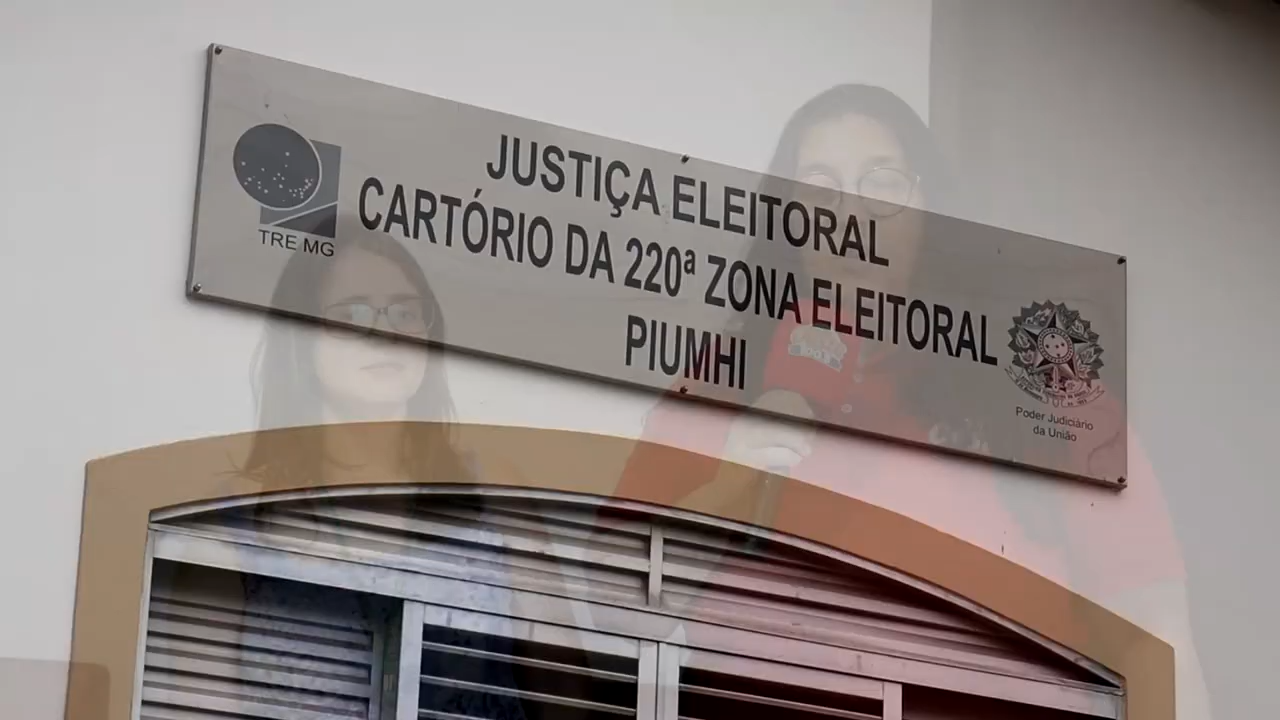 JUSTIÇA ELEITORAL
CARTÓRIO DA 220ª ZONA ELEITORAL
PIUMHI
TRE MG
Poder Judiciário
da União